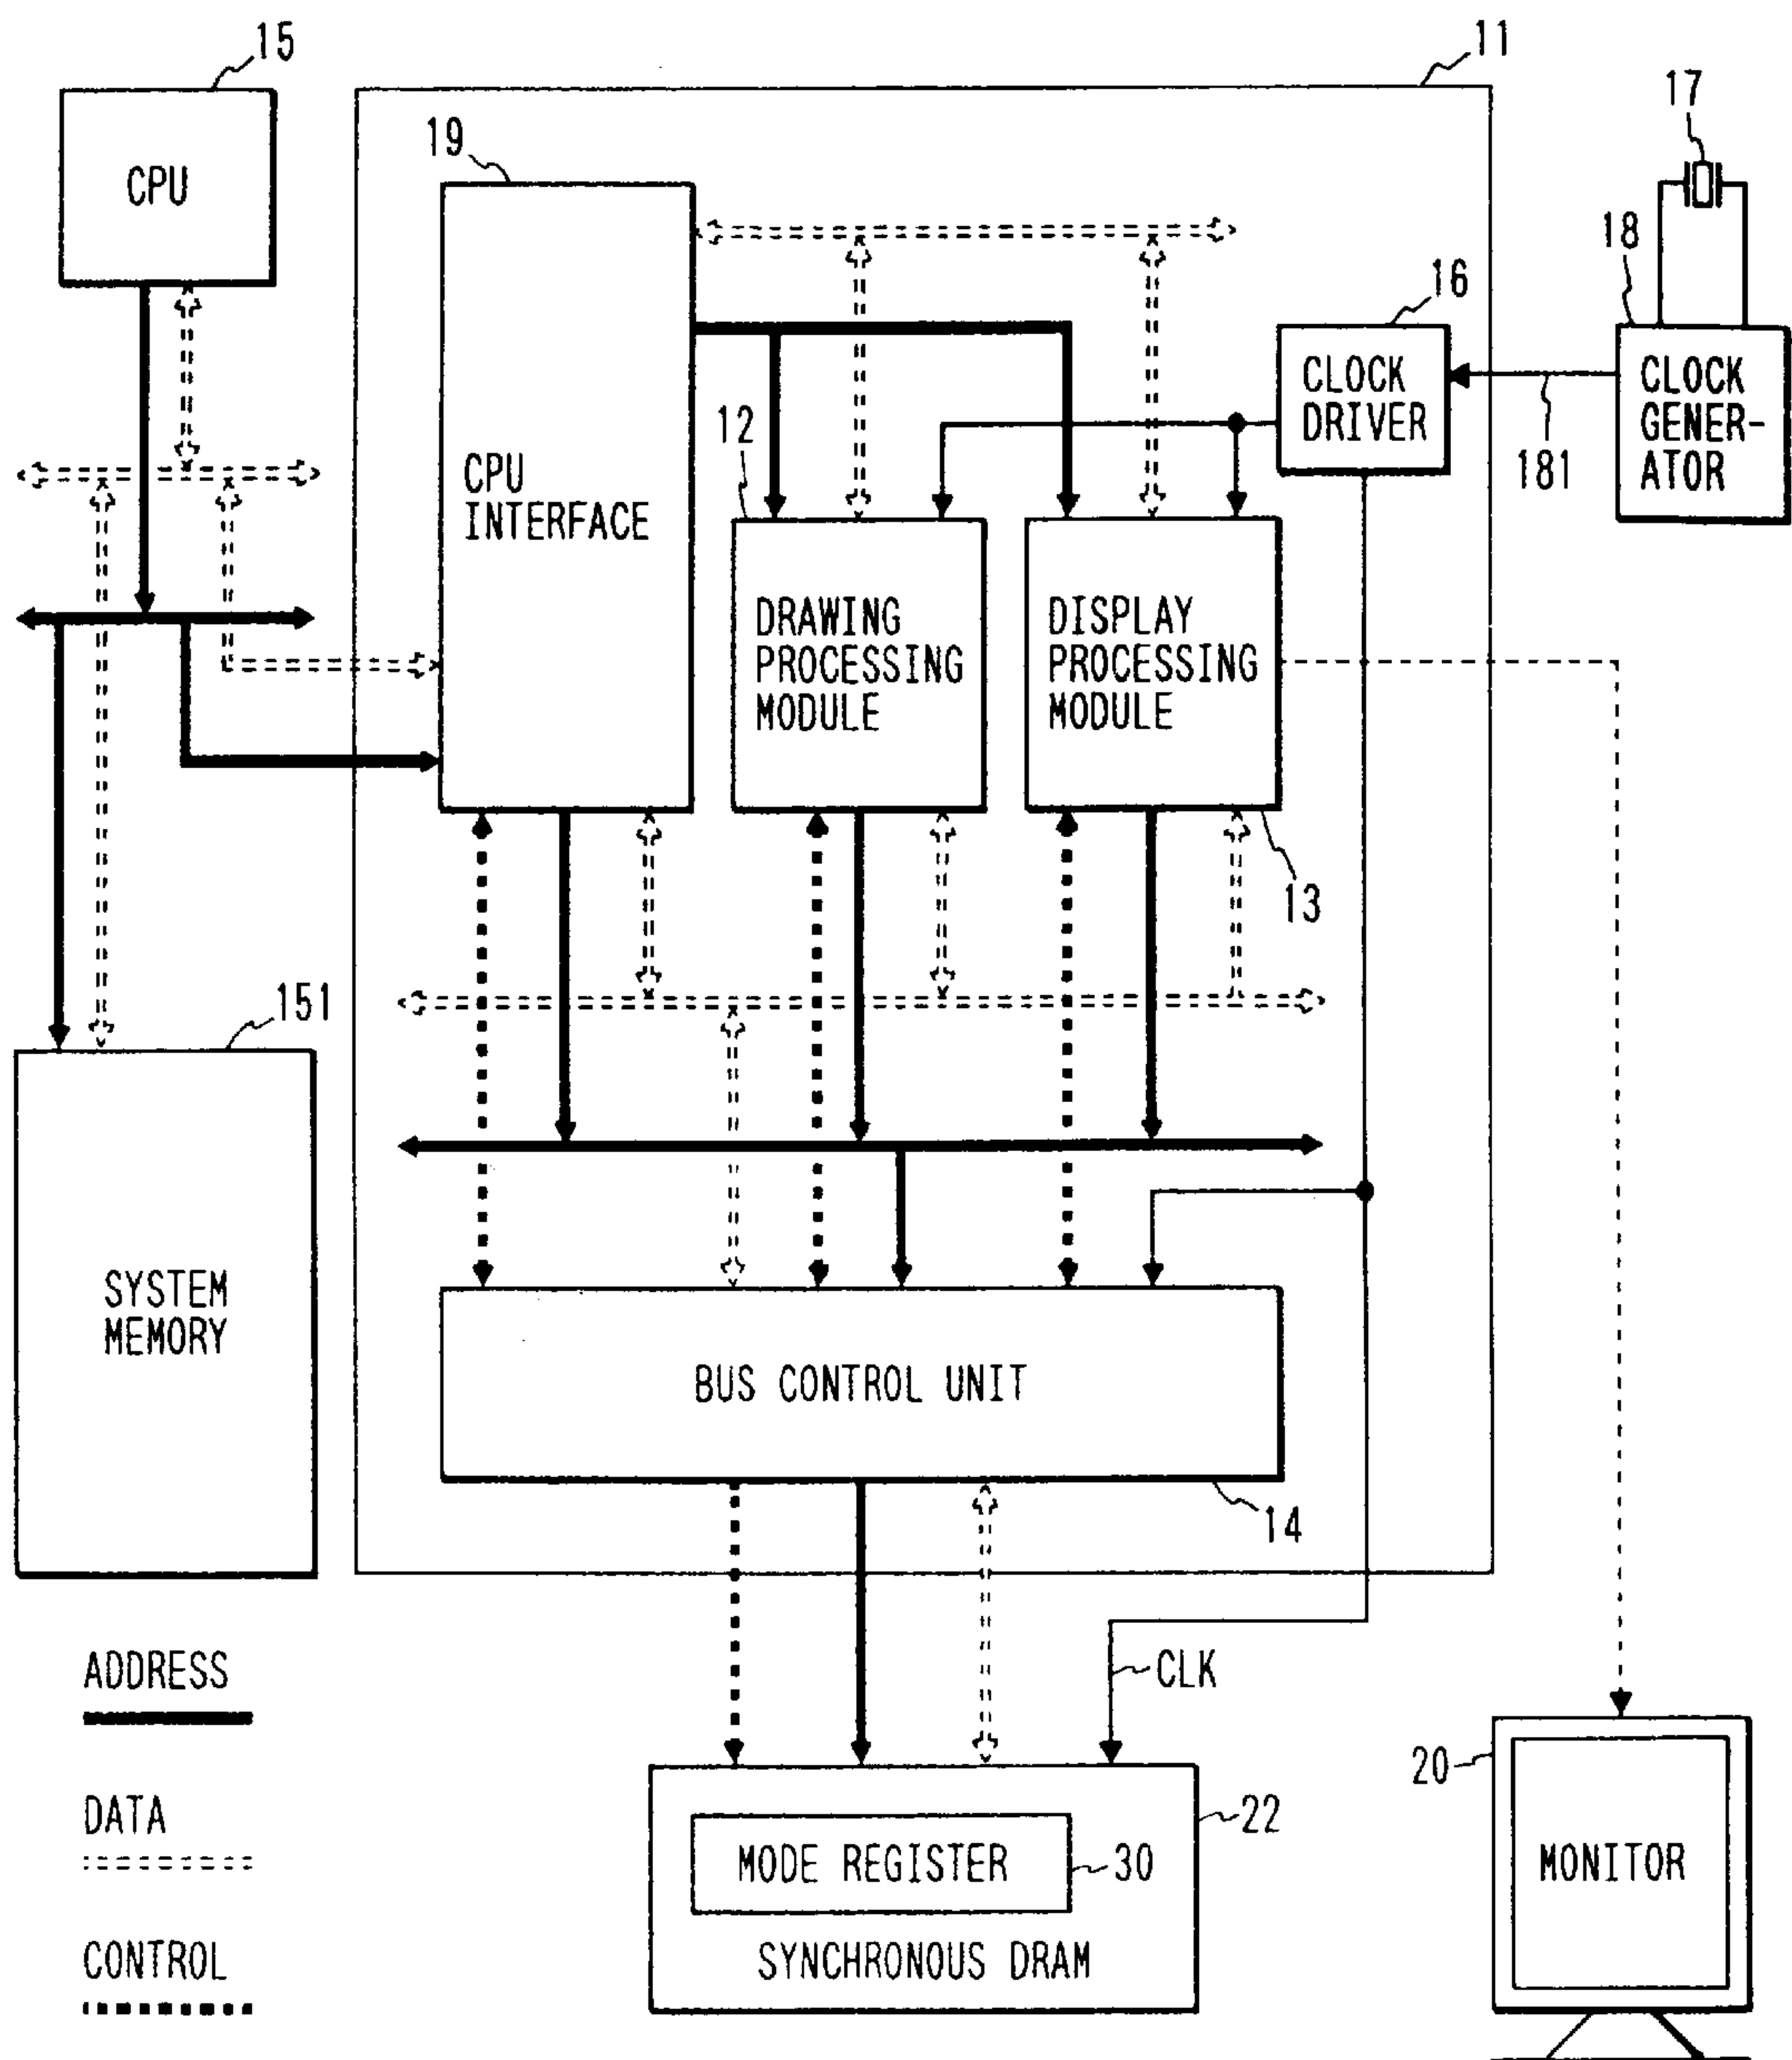 15
11
17
CPU
19
18
16
CLOCK
DRIVER
CLOCK
GENER-
ATOR
181
12
CPU
INTERFACE
DRAWING
PROCESSING
MODULE
DISPLAY
PROCESSING
MODULE
13
151
SYSTEM
MEMORY
BUS CONTROL UNIT
14
ADDRESS
CLK
DATA
20
22
MODE REGISTER
30
MONITOR
CONTROL
SYNCHRONOUS DRAM